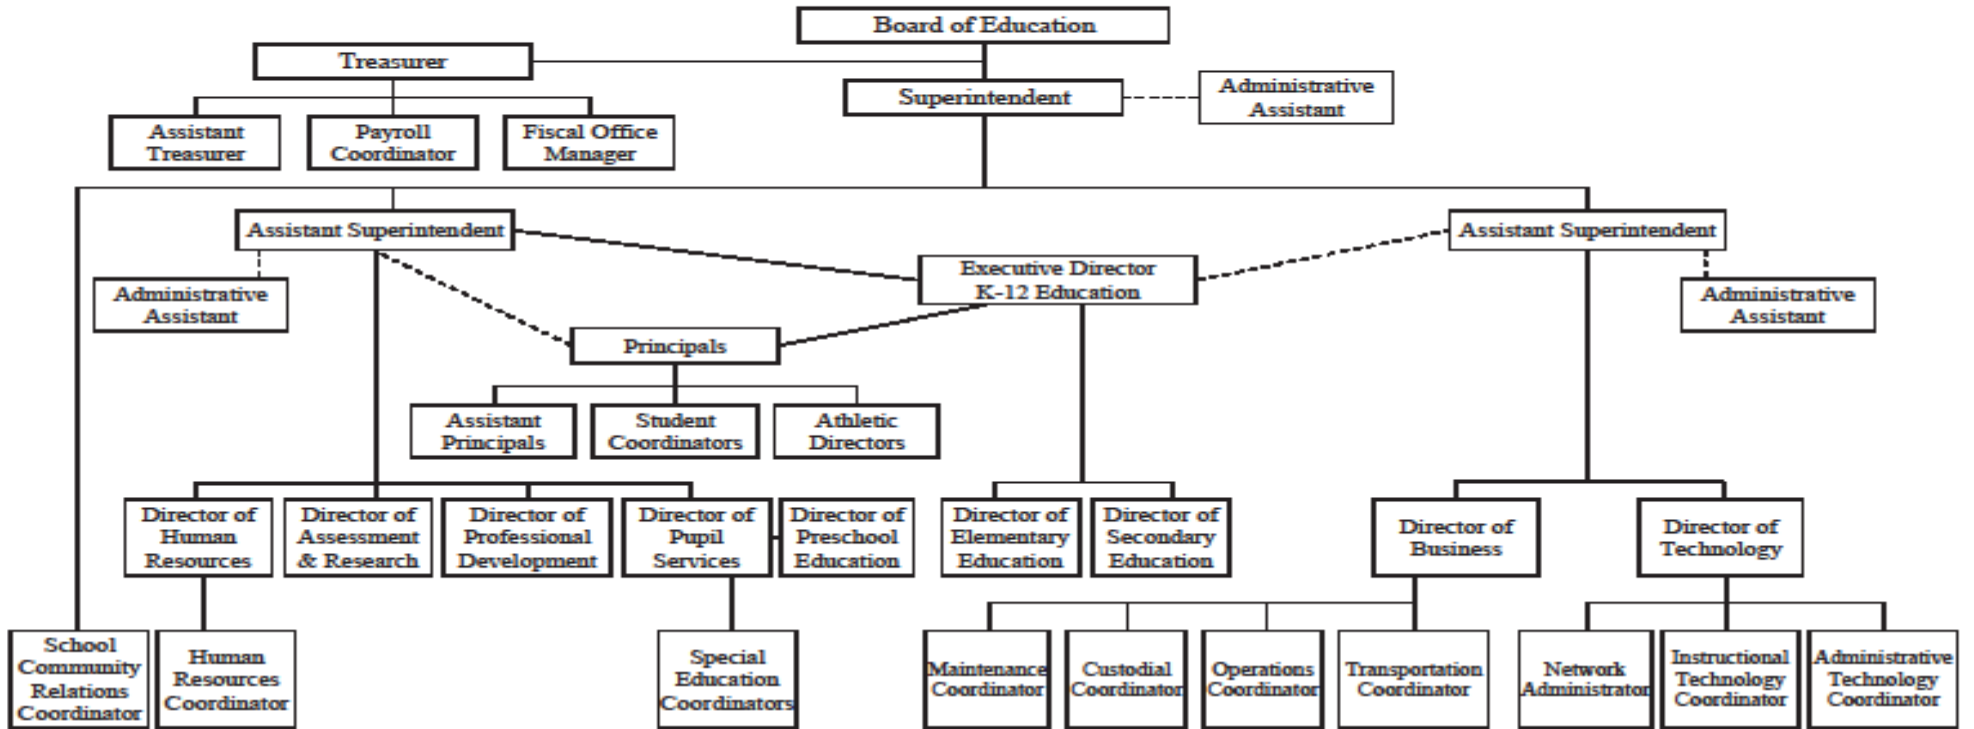 Board of Education
Treasurer
Superintendent
Administrative
Assistant
Assistant
Treasurer
Payroll
Coordinator
Fiscal Office
Manager
Assistant Superintendent
Assistant Superintendent
Executive Director
K-12 Education
Administrative
Assistant
Administrative
Assistant
Principals
Assistant
Principals
Student
Coordinators
Athletic
Directors
Director of
Human
Resources
Director of
Assessment
& Research
Director of
Professional
Development
Director of
Pupil
Services
Director of
Preschool
Education
Director of
Elementary
Education
Director of
Secondary
Education
Director of
Business
Director of
Technology
School
Community
Relations
Coordinator
Human
Resources
Coordinator
Special
Education
Coordinators
Maintenance
Coordinator
Custodial
Coordinator
Operations
Coordinator
Transportation
Coordinator
Network
Administrator
Instructional
Technology
Coordinator
Administrative
Technology
Coordinator